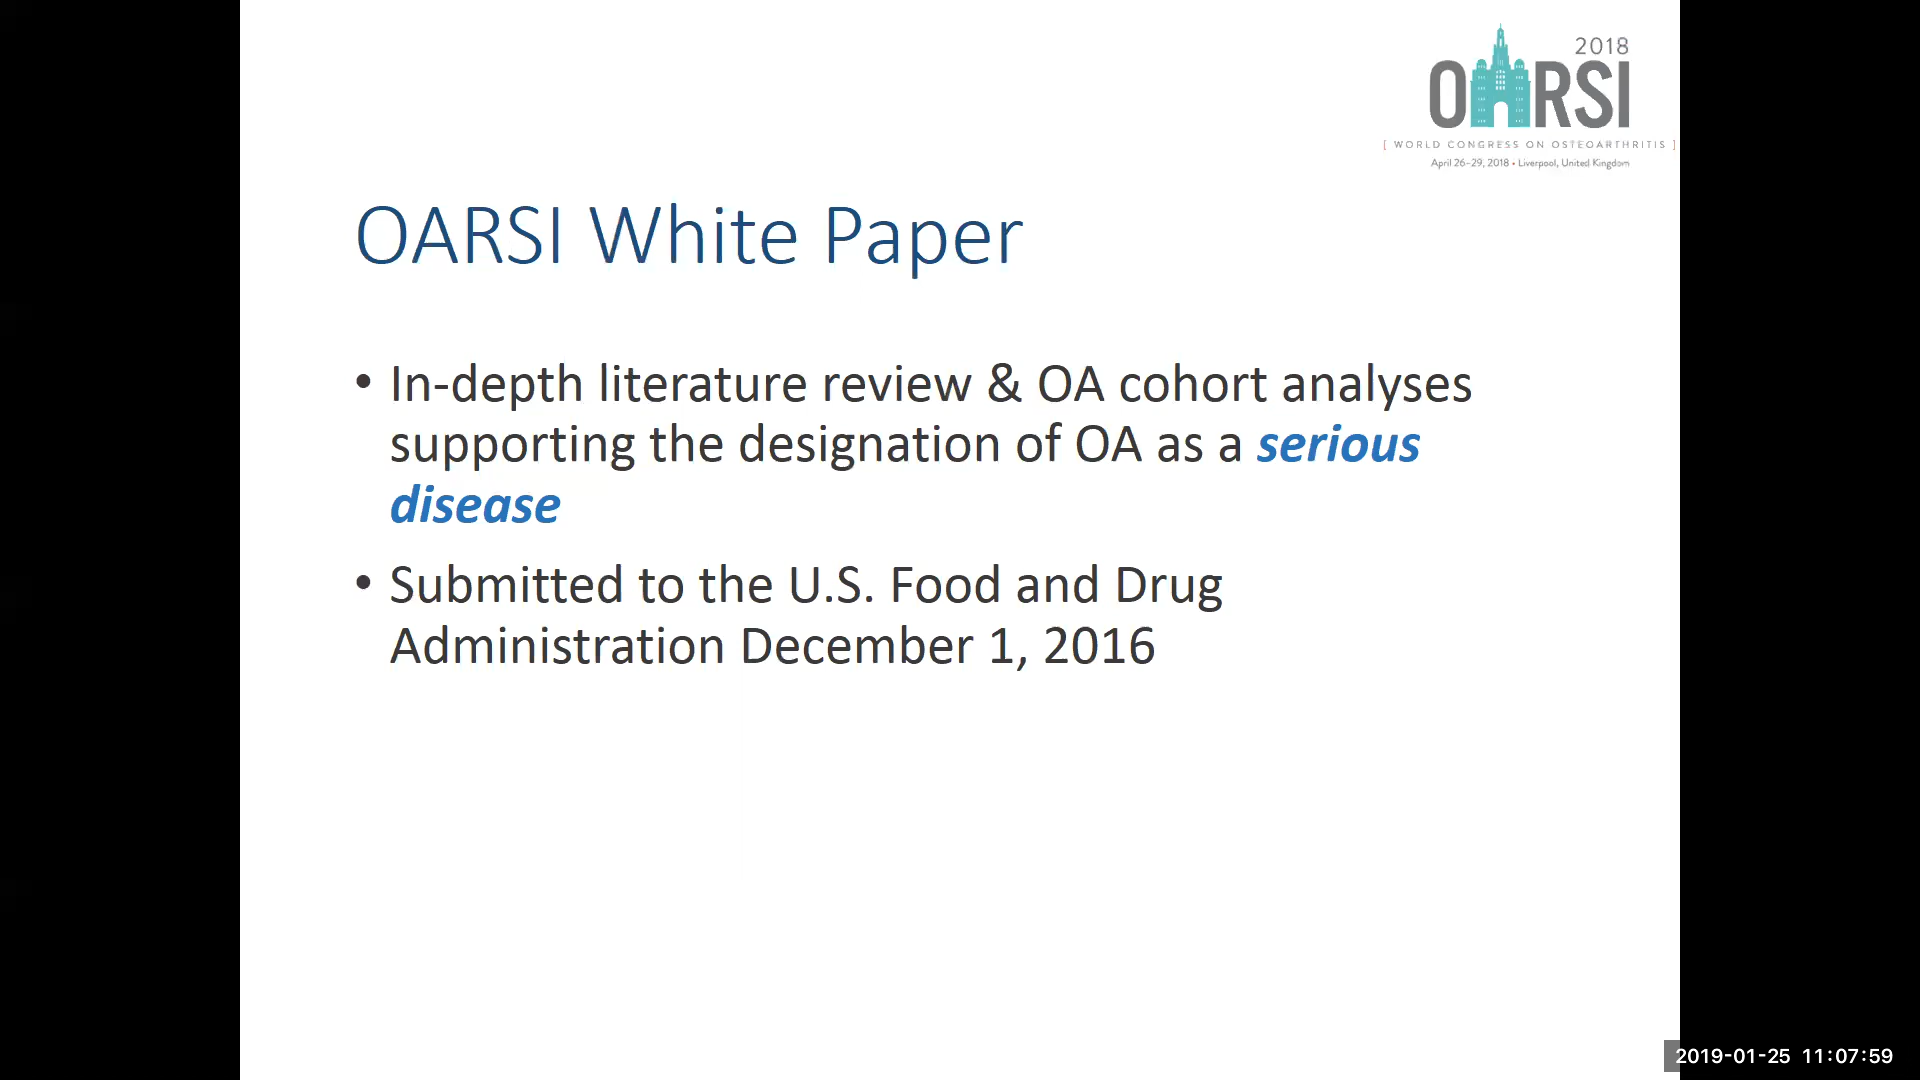 2018
OARSI
[ WORLD CONGRESS ON OSTEOARTHRITIS ]
April 26–29, 2018 • Liverpool, United Kingdom
OARSI White Paper
• In-depth literature review & OA cohort analyses
supporting the designation of OA as a serious
disease
• Submitted to the U.S. Food and Drug
Administration December 1, 2016
2019-01-25 11:07:59